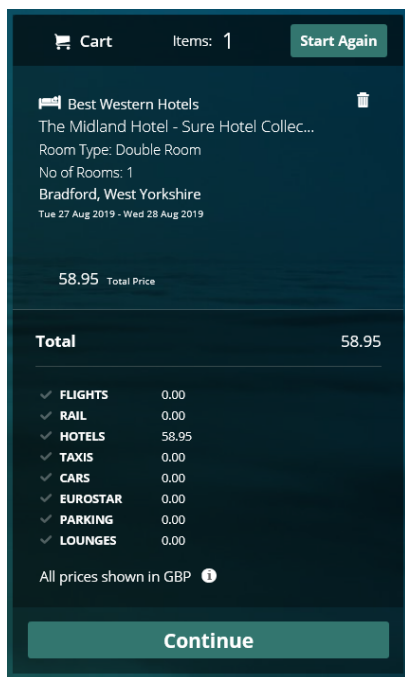 Cart Items: 1 Start Again
Best Western Hotels
The Midland Hotel - Sure Hotel Collec...
Room Type: Double Room
No of Rooms: 1
Bradford, West Yorkshire
Tue 27 Aug 2019 - Wed 28 Aug 2019
58.95 Total Price
Total 58.95
FLIGHTS 0.00
RAIL 0.00
HOTELS 58.95
TAXIS 0.00
CARS 0.00
EUROSTAR 0.00
PARKING 0.00
LOUNGES 0.00
All prices shown in GBP
Continue